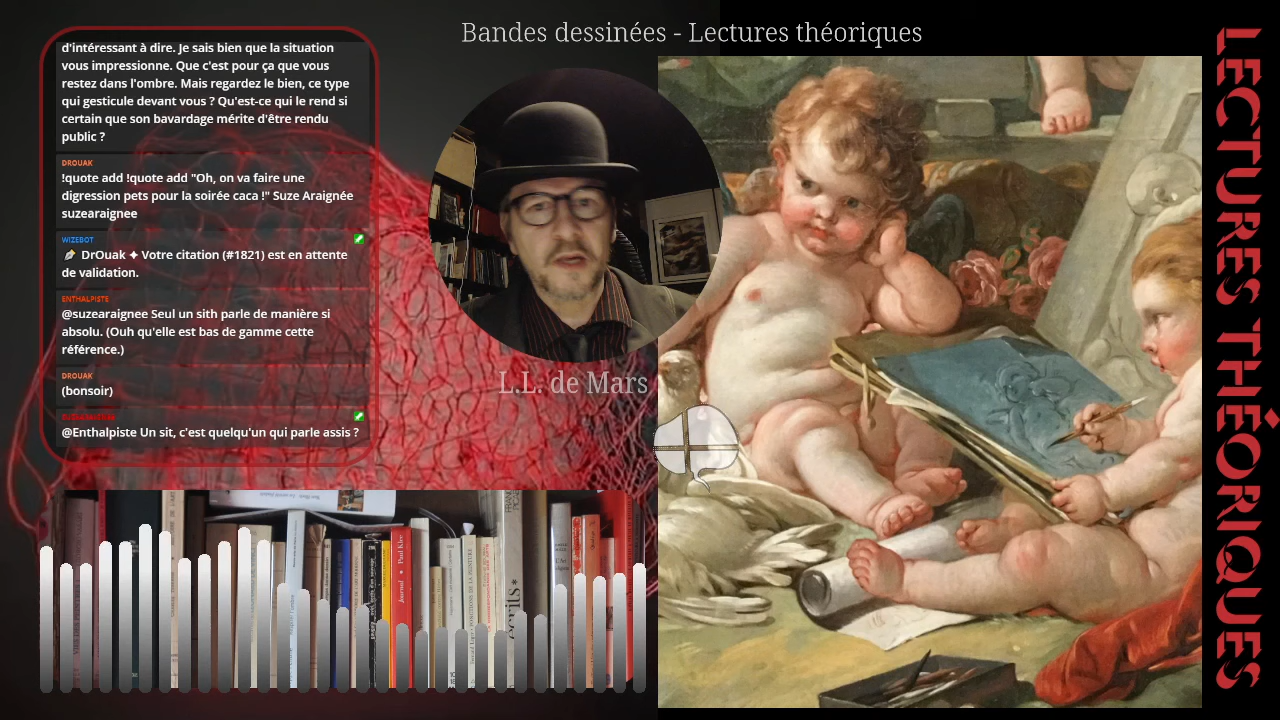 Bandes dessinées - Lectures théoriques
d'intéressant à dire. Je sais bien que la situation
vous impressionne. Que c'est pour ça que vous
restez dans l'ombre. Mais regardez le bien, ce type
qui gesticule devant vous ? Qu'est-ce qui le rend si
certain que son bavardage mérite d'être rendu
public ?
DROUAK
!quote add !quote add "Oh, on va faire une
digression pets pour la soirée caca !" Suze Araignée
suzearaignee
WIZEBOT
DrOuak ✦ Votre citation (#1821) est en attente
de validation.
ENTHALPISTE
@suzearaignee Seul un sith parle de manière si
absolu. (Ouh qu'elle est bas de gamme cette
référence.)
DROUAK
(bonsoir)
@Enthalpiste Un sit, c'est quelqu'un qui parle assis ?
L.L. de Mars
Journal • Paul Klee
LECTURES THÉORIQUES